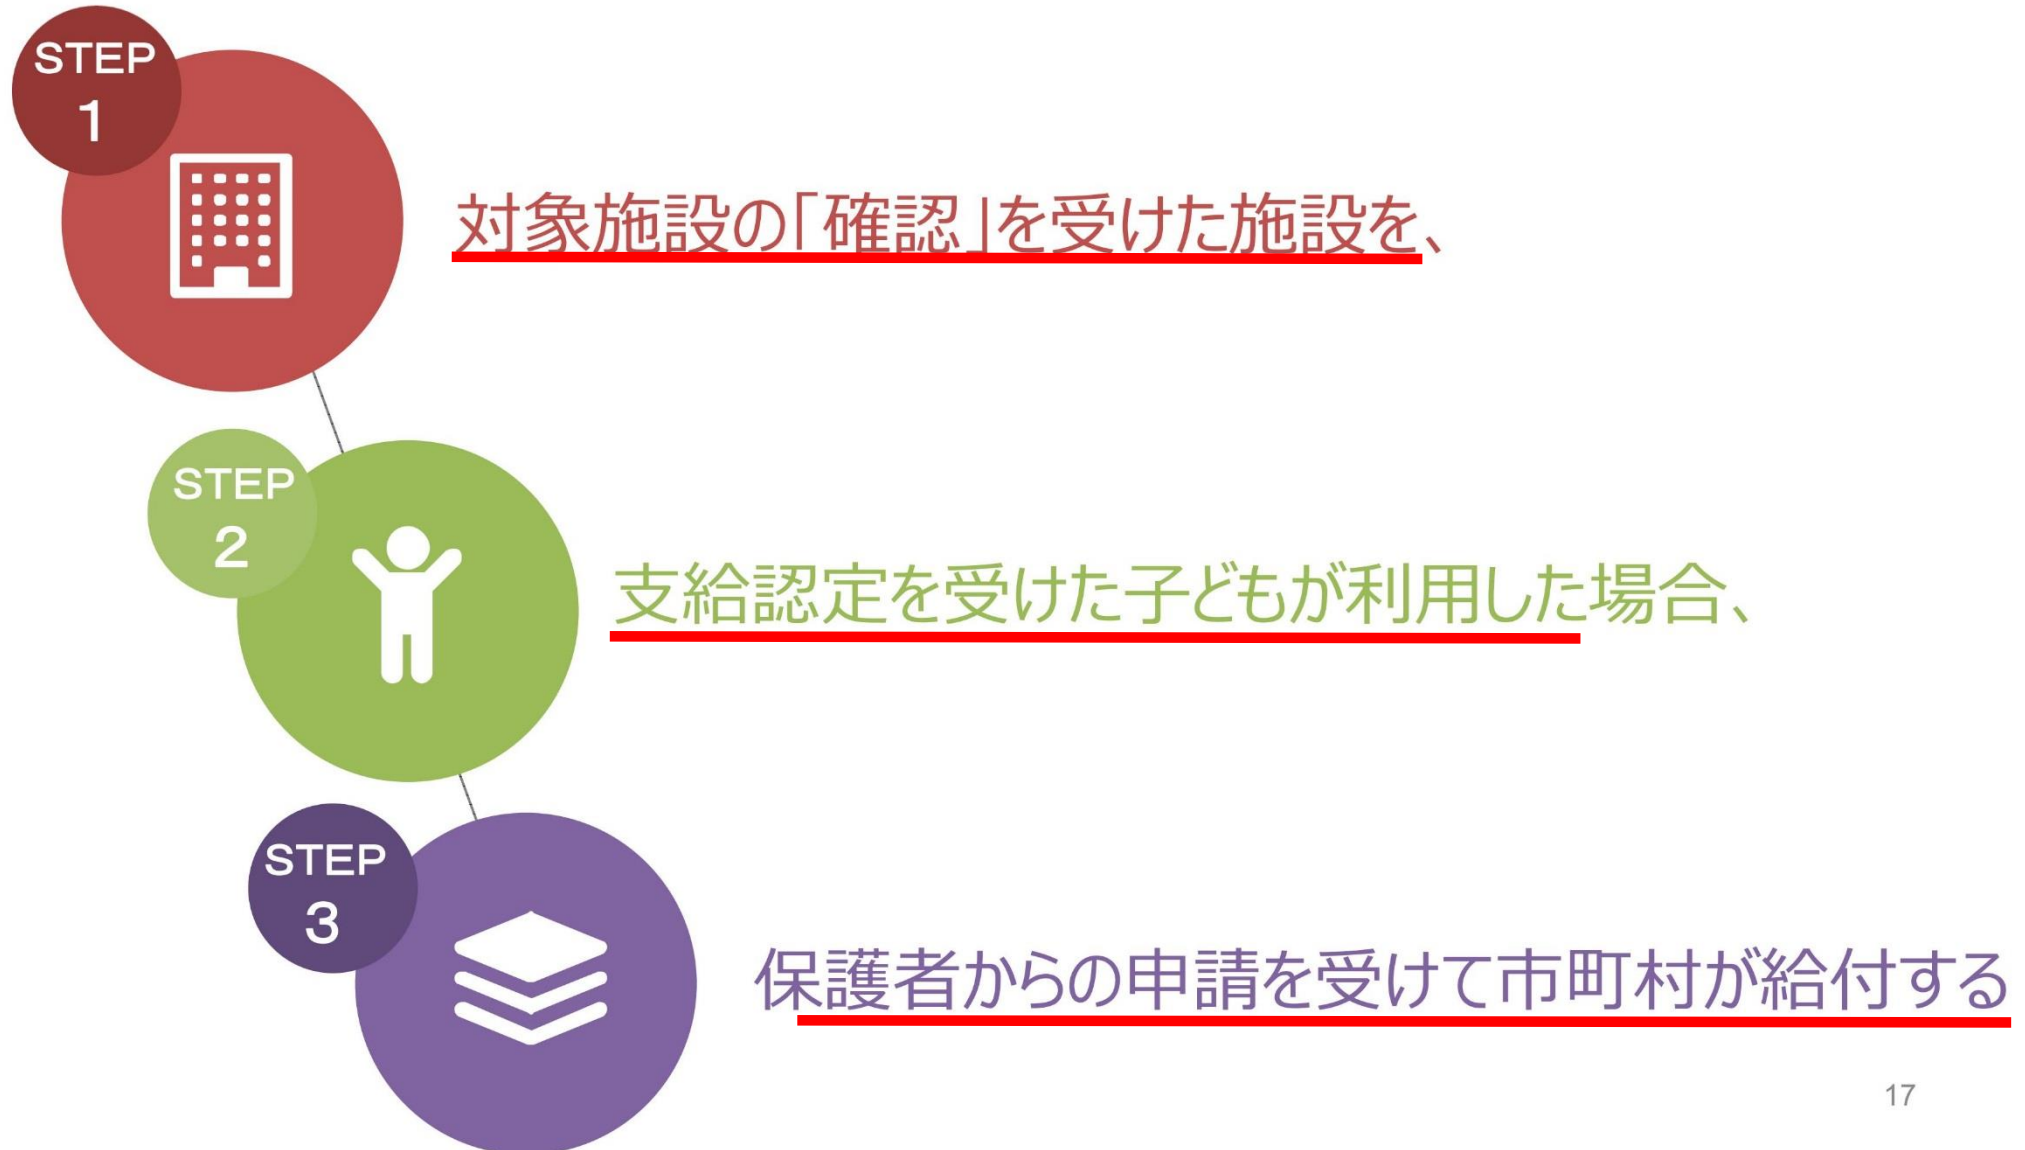 STEP
1
対象施設の「確認」を受けた施設を、
STEP
2
支給認定を受けた子どもが利用した場合、
STEP
3
保護者からの申請を受けて市町村が給付する
17